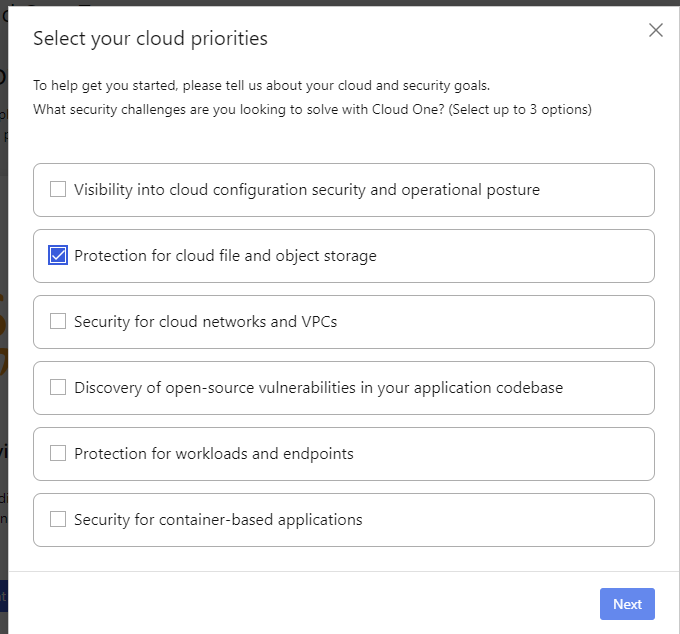 Select your cloud priorities
To help get you started, please tell us about your cloud and security goals.
What security challenges are you looking to solve with Cloud One? (Select up to 3 options)
Visibility into cloud configuration security and operational posture
Protection for cloud file and object storage
Security for cloud networks and VPCs
Discovery of open-source vulnerabilities in your application codebase
Protection for workloads and endpoints
Security for container-based applications
Next